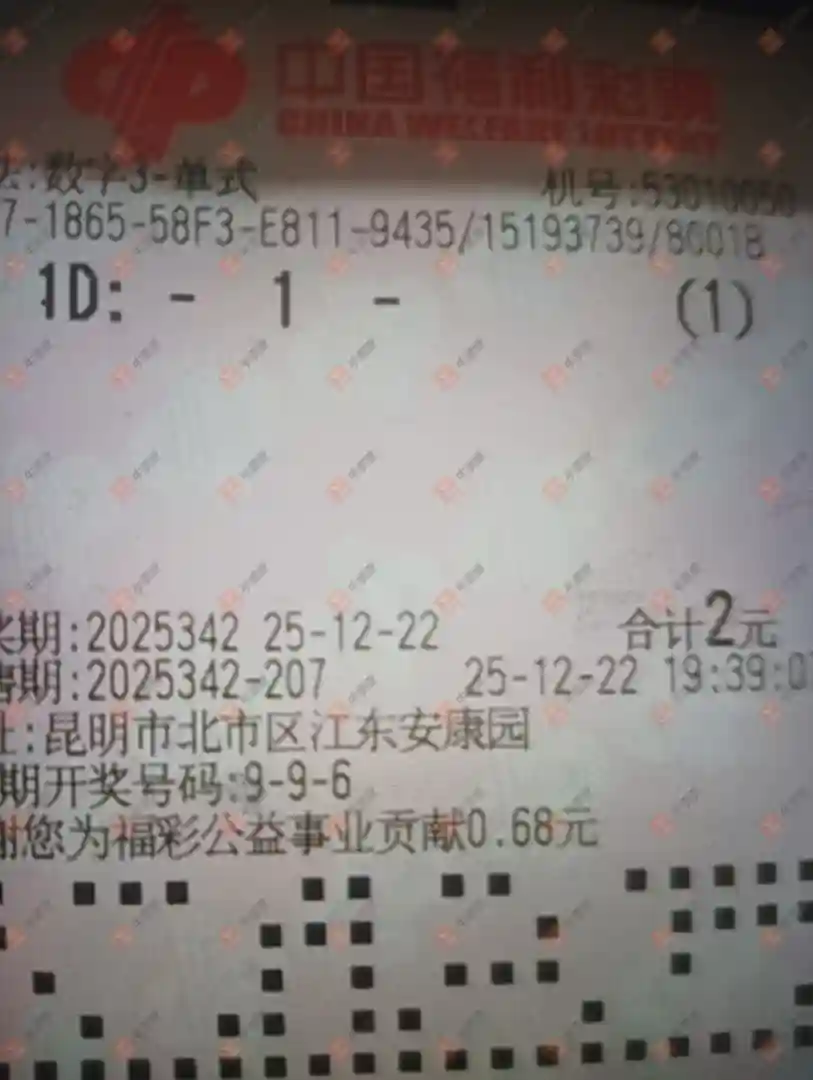 中国福利彩票
CHINA WELFARE LOTTERY
:数字3-单式 机号:53010050
7-1865-58F3-E811-9435/15193739/80018
1D: - 1 - (1)
奖期:2025342 25-12-22 合计2元
售期:2025342-207 25-12-22 19:39:0
址:昆明市北市区江东安康园
期开奖号码:9-9-6
谢您为福彩公益事业贡献0.68元